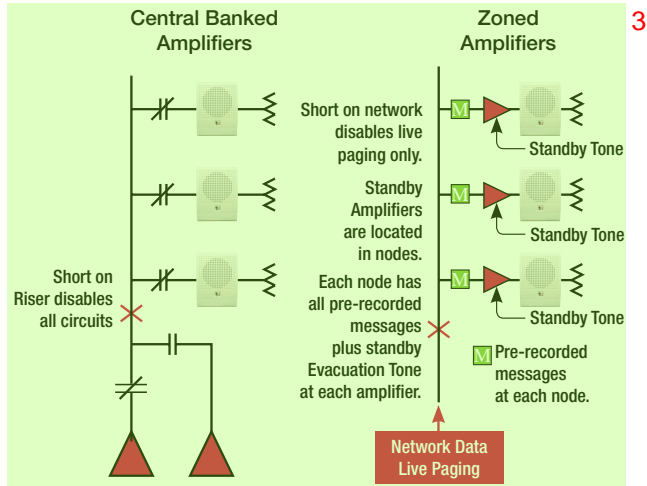 Central Banked
Amplifiers
Zoned
Amplifiers
3
Short on network
disables live
paging only.
M
Standby Tone
Standby
Amplifiers
are located
in nodes.
M
Standby Tone
Short on
Riser disables
all circuits
Each node has
all pre-recorded
messages
plus standby
Evacuation Tone
at each amplifier.
M
Standby Tone
M Pre-recorded
messages
at each node.
Network Data
Live Paging